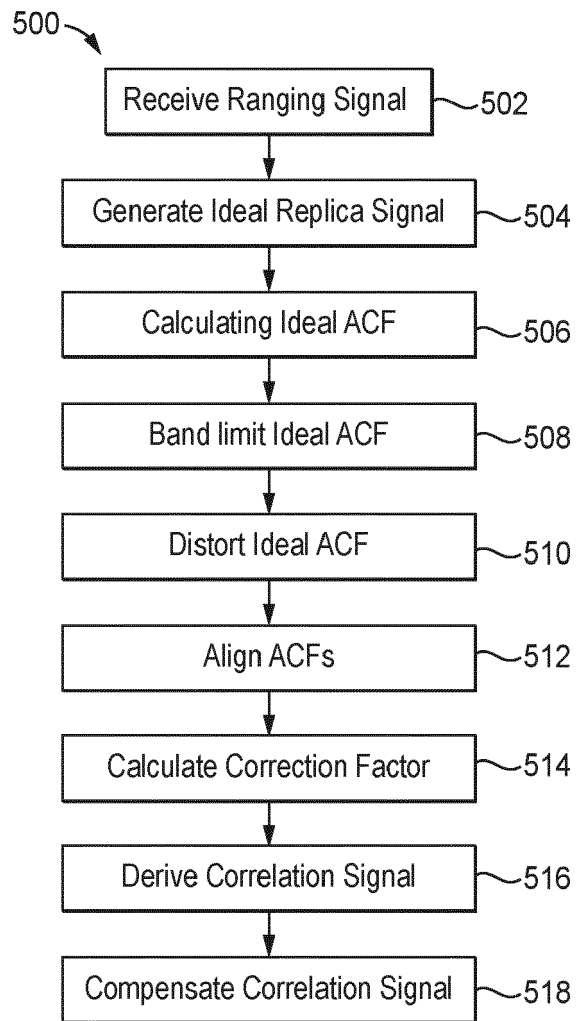 500
Receive Ranging Signal 502
Generate Ideal Replica Signal 504
Calculating Ideal ACF 506
Band limit Ideal ACF 508
Distort Ideal ACF 510
Align ACFs 512
Calculate Correction Factor 514
Derive Correlation Signal 516
Compensate Correlation Signal 518